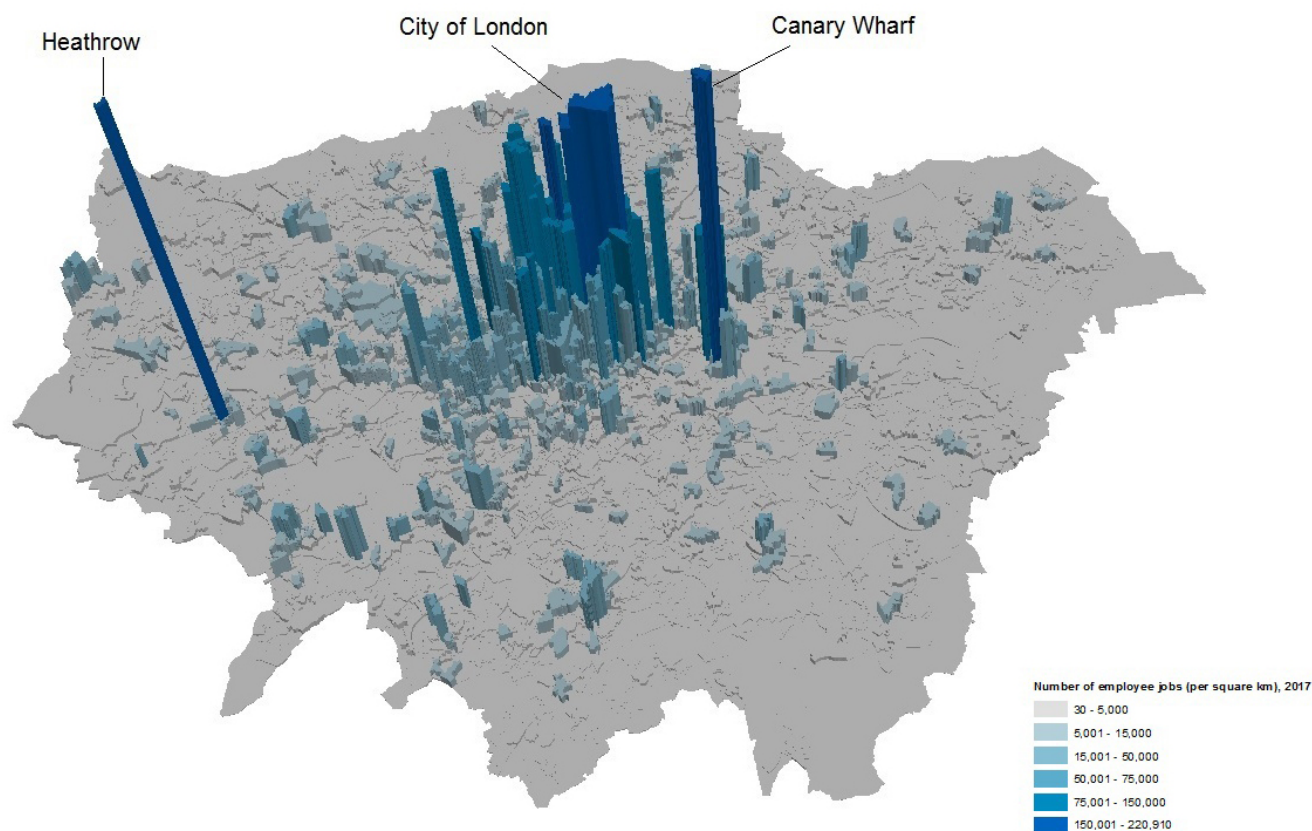 Heathrow
City of London
Canary Wharf
Number of employee jobs (per square km), 2017
30 - 5,000
5,001 - 15,000
15,001 - 50,000
50,001 - 75,000
75,001 - 150,000
150,001 - 220,910